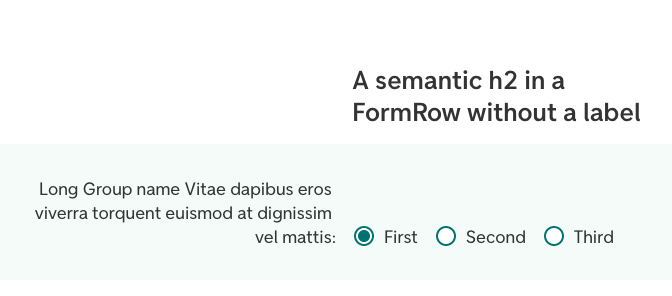 A semantic h2 in a
FormRow without a label
Long Group name Vitae dapibus eros
viverra torquent euismod at dignissim
vel mattis: First Second Third